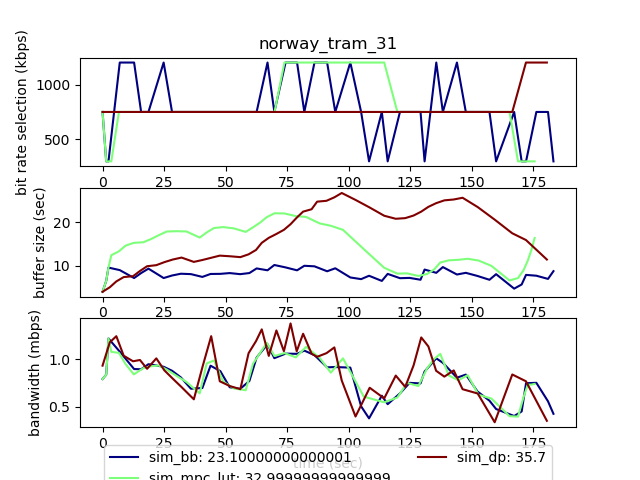 norway_tram_31
bit rate selection (kbps)
1000
500
0 25 50 75 100 125 150 175
buffer size (sec)
20
10
0 25 50 75 100 125 150 175
bandwidth (mbps)
1.0
0.5
0 25 50 75 100 125 150 175
time (sec)
sim_bb: 23.10000000000001 sim_dp: 35.7
sim_mpc_lut: 32.99999999999999